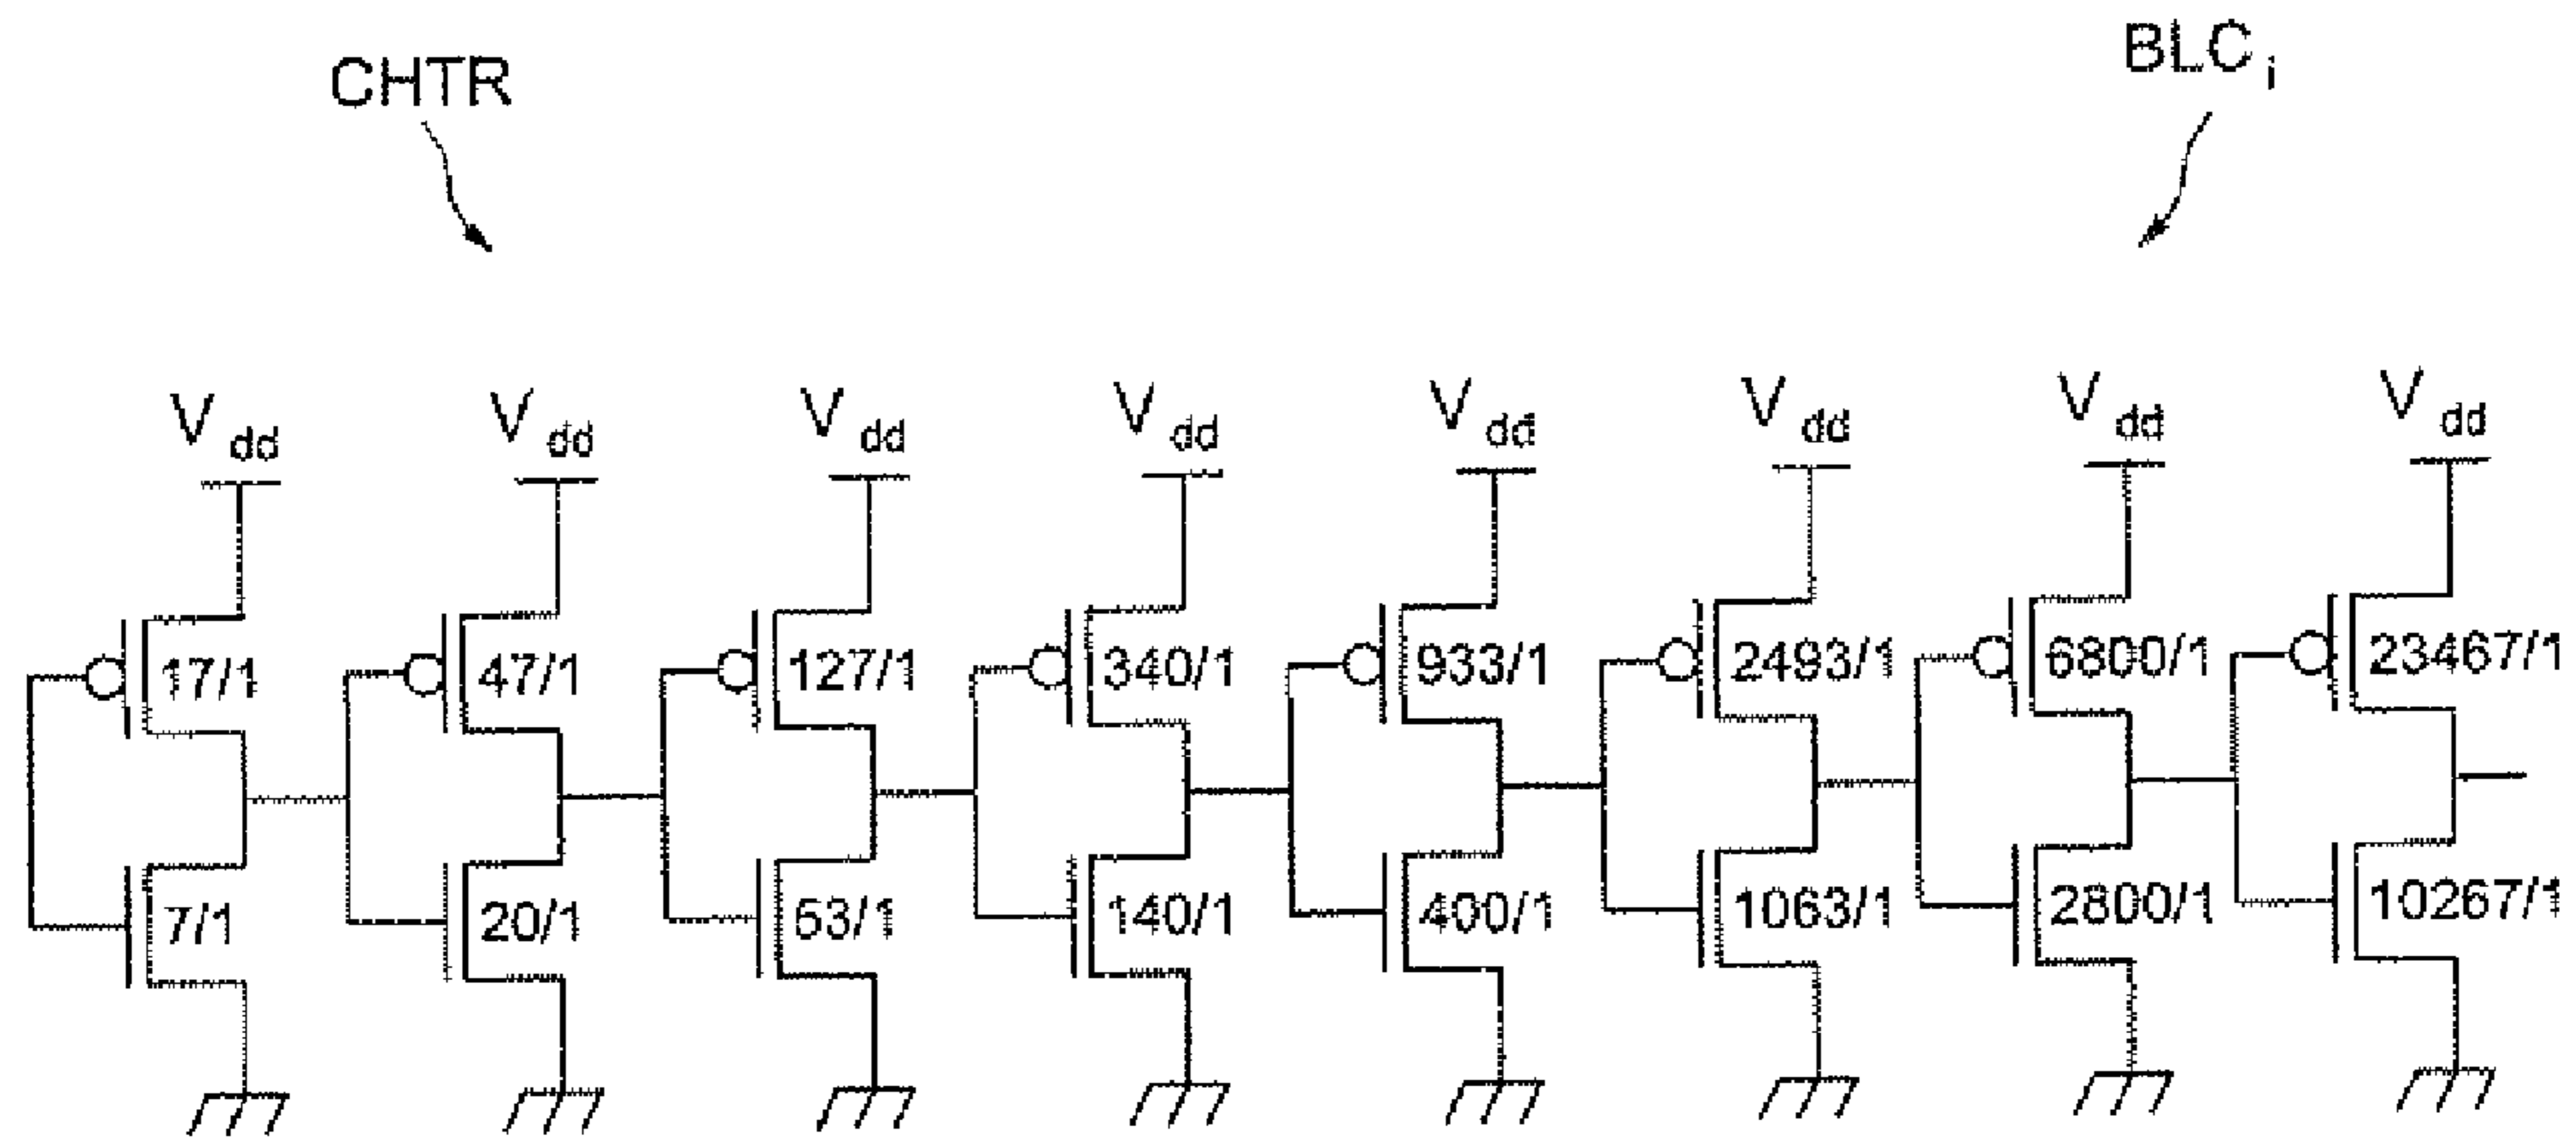 CHTR
BLC i
V dd V dd V dd V dd V dd V dd V dd V dd
17/1 47/1 127/1 340/1 933/1 2493/1 6800/1 23467/1
7/1 20/1 53/1 140/1 400/1 1063/1 2800/1 10267/1